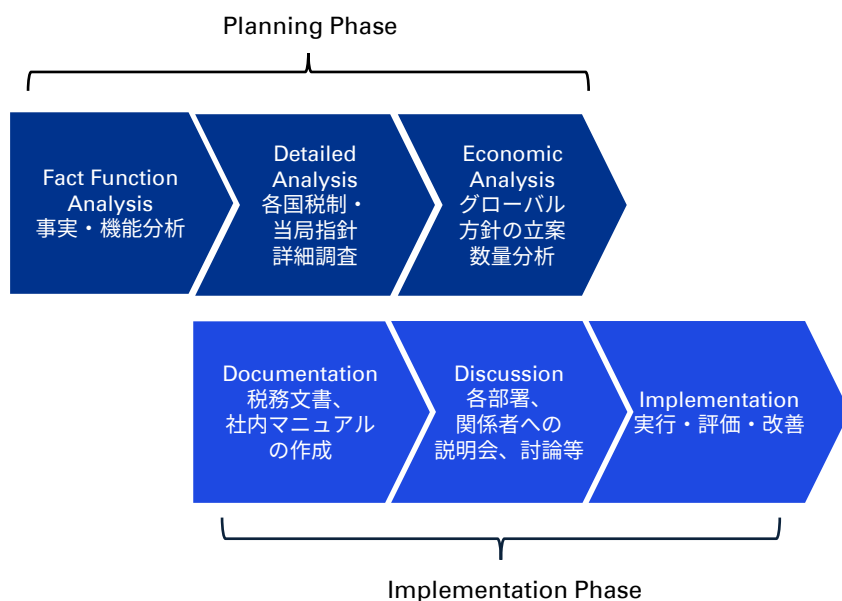 Planning Phase
Fact Function
Analysis
事実・機能分析
Detailed
Analysis
各国税制・
当局指針
詳細調査
Economic
Analysis
グローバル
方針の立案
数量分析
Documentation
税務文書、
社内マニュアル
の作成
Discussion
各部署、
関係者への
説明会、討論等
Implementation
実行・評価・改善
Implementation Phase